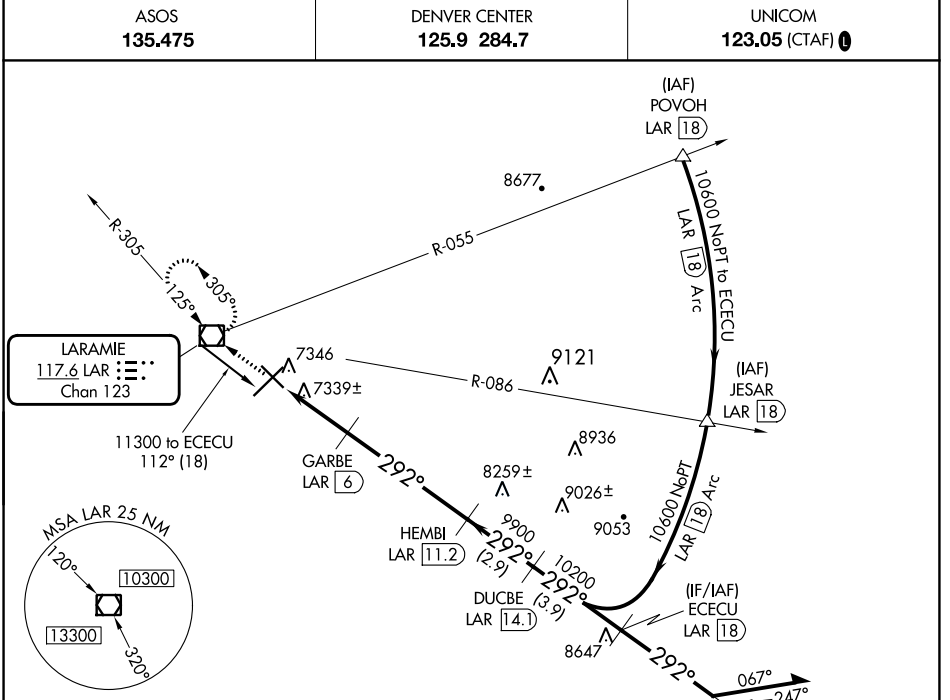 ASOS
135.475
DENVER CENTER
125.9 284.7
UNICOM
123.05 (CTAF) L
(IAF)
POVOH
LAR 18
8677
10600 NoPT to ECECU
LAR 18 Arc
R-305
R-055
305°
125°
LARAMIE
117.6 LAR
Chan 123
7346
7339±
9121
R-086
(IAF)
JESAR
LAR 18
11300 to ECECU
112° (18)
GARBE
LAR 6
292°
8936
8259±
9026±
9053
10600 NoPT
LAR 18 Arc
HEMBI
LAR 11.2
9900
292°
(2.9)
10200
292°
(3.9)
DUCBE
LAR 14.1
(IF/IAF)
ECECU
LAR 18
8647
292°
067°
247°
MSA LAR 25 NM
120°
10300
13300
320°